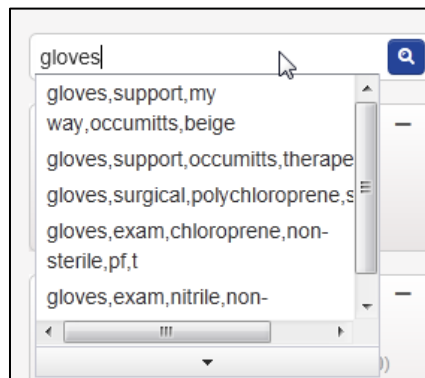 gloves
gloves,support,my
way,occumitts,beige
gloves,support,occumitts,therape
gloves,surgical,polychloroprene,s
gloves,exam,chloroprene,non-
sterile,pf,t
gloves,exam,nitrile,non-